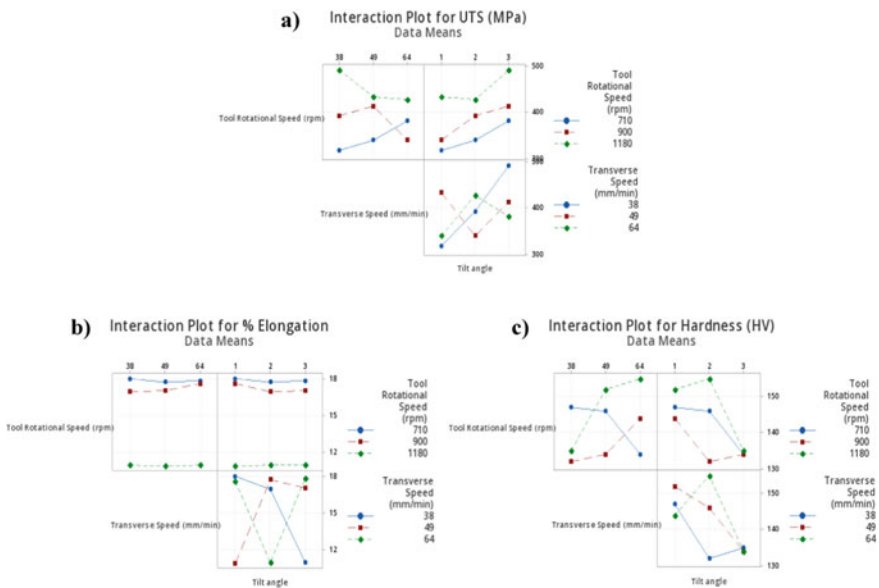 a)
Interaction Plot for UTS (MPa)
Data Means
38 49 64
1 2 3
500
400
300
Tool Rotational Speed (rpm)
Tool
Rotational
Speed
(rpm)
710
900
1180
500
400
300
Transverse Speed (mm/min)
Transverse
Speed
(mm/min)
38
49
64
Tilt angle
b)
Interaction Plot for % Elongation
Data Means
38 49 64
1 2 3
18
15
12
Tool Rotational Speed (rpm)
Tool
Rotational
Speed
(rpm)
710
900
1180
18
15
12
Transverse Speed (mm/min)
Transverse
Speed
(mm/min)
38
49
64
Tilt angle
c)
Interaction Plot for Hardness (HV)
Data Means
38 49 64
1 2 3
150
140
130
Tool Rotational Speed (rpm)
Tool
Rotational
Speed
(rpm)
710
900
1180
150
140
130
Transverse Speed (mm/min)
Transverse
Speed
(mm/min)
38
49
64
Tilt angle